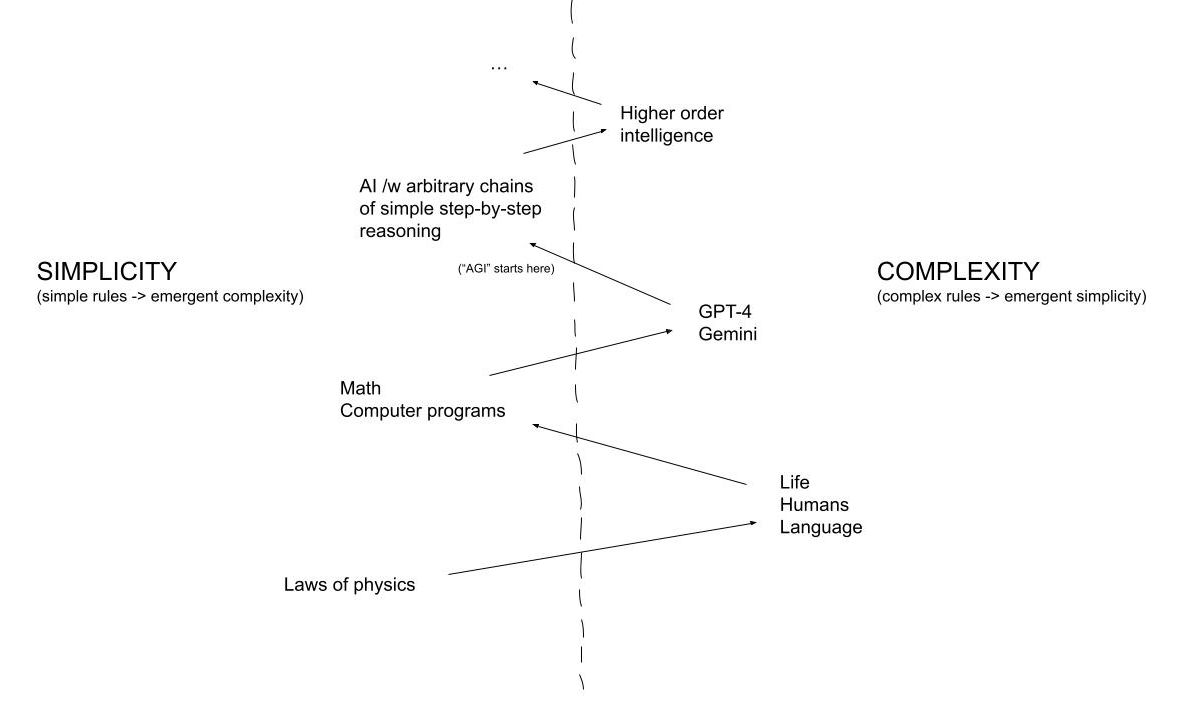 ...
Higher order
intelligence
AI /w arbitrary chains
of simple step-by-step
reasoning
SIMPLICITY
(simple rules -> emergent complexity)
("AGI" starts here)
COMPLEXITY
(complex rules -> emergent simplicity)
GPT-4
Gemini
Math
Computer programs
Life
Humans
Language
Laws of physics